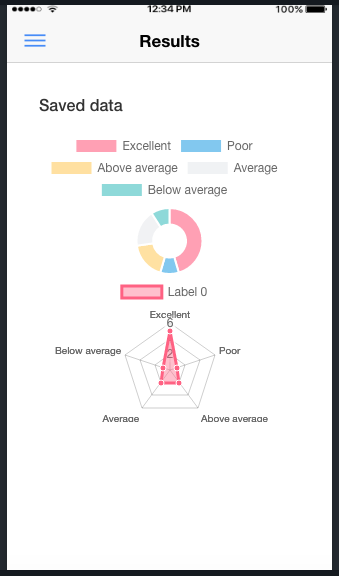 12:34 PM 100%
Results
Saved data
Excellent Poor
Above average Average
Below average
Label 0
Excellent
6
Below average 2 Poor
Average Above average